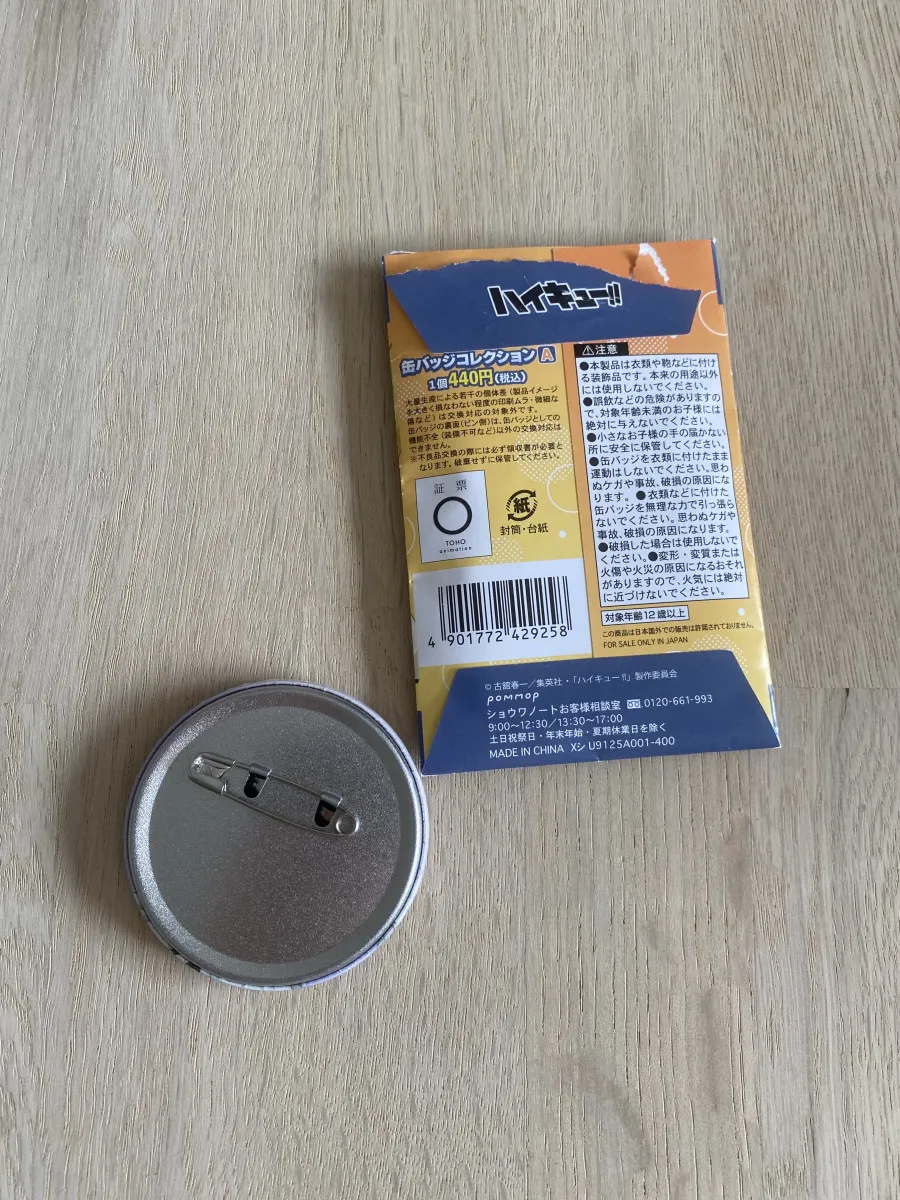 ハイキュー!!
缶バッジコレクション A
1個440円(税込)
大量生産による若干の個体差(製品イメージ
を大きく損なわない程度の印刷ムラ・微細な
傷など)は交換対応の対象外です。
缶バッジの裏面(ピン側)は、缶バッジとしての
機能不全(装備不可など)以外の交換対応は
できません。
※不良品交換の際には必ず領収書が必要と
なります。破棄せずに保管してください。
証 票
TOHO
animation
紙
封筒・台紙
4 901772 429258
⚠注意
●本製品は衣類や鞄などに付け
る装飾品です。本来の用途以外
には使用しないでください。
●誤飲などの危険がありますの
で、対象年齢未満のお子様には
絶対に与えないでください。
●小さなお子様の手の届かない
所に安全に保管してください。
●缶バッジを衣類に付けたまま
運動はしないでください。思わ
ぬケガや事故、破損の原因にな
ります。●衣類などに付けた
缶バッジを無理な力で引っ張ら
ないでください。思わぬケガや
事故、破損の原因になります。
●破損した場合は使用しないで
ください。●変形・変質または
火傷や火災の原因になるおそれ
がありますので、火気には絶対
に近づけないでください。
対象年齢12歳以上
この商品は日本国外での販売は許諾されておりません。
FOR SALE ONLY IN JAPAN
©古舘春一/集英社・「ハイキュー!!」製作委員会
pommop
ショウワノートお客様相談室 0120-661-993
9:00~12:30/13:30~17:00
土日祝祭日・年末年始・夏期休業日を除く
MADE IN CHINA Xシ U9125A001-400